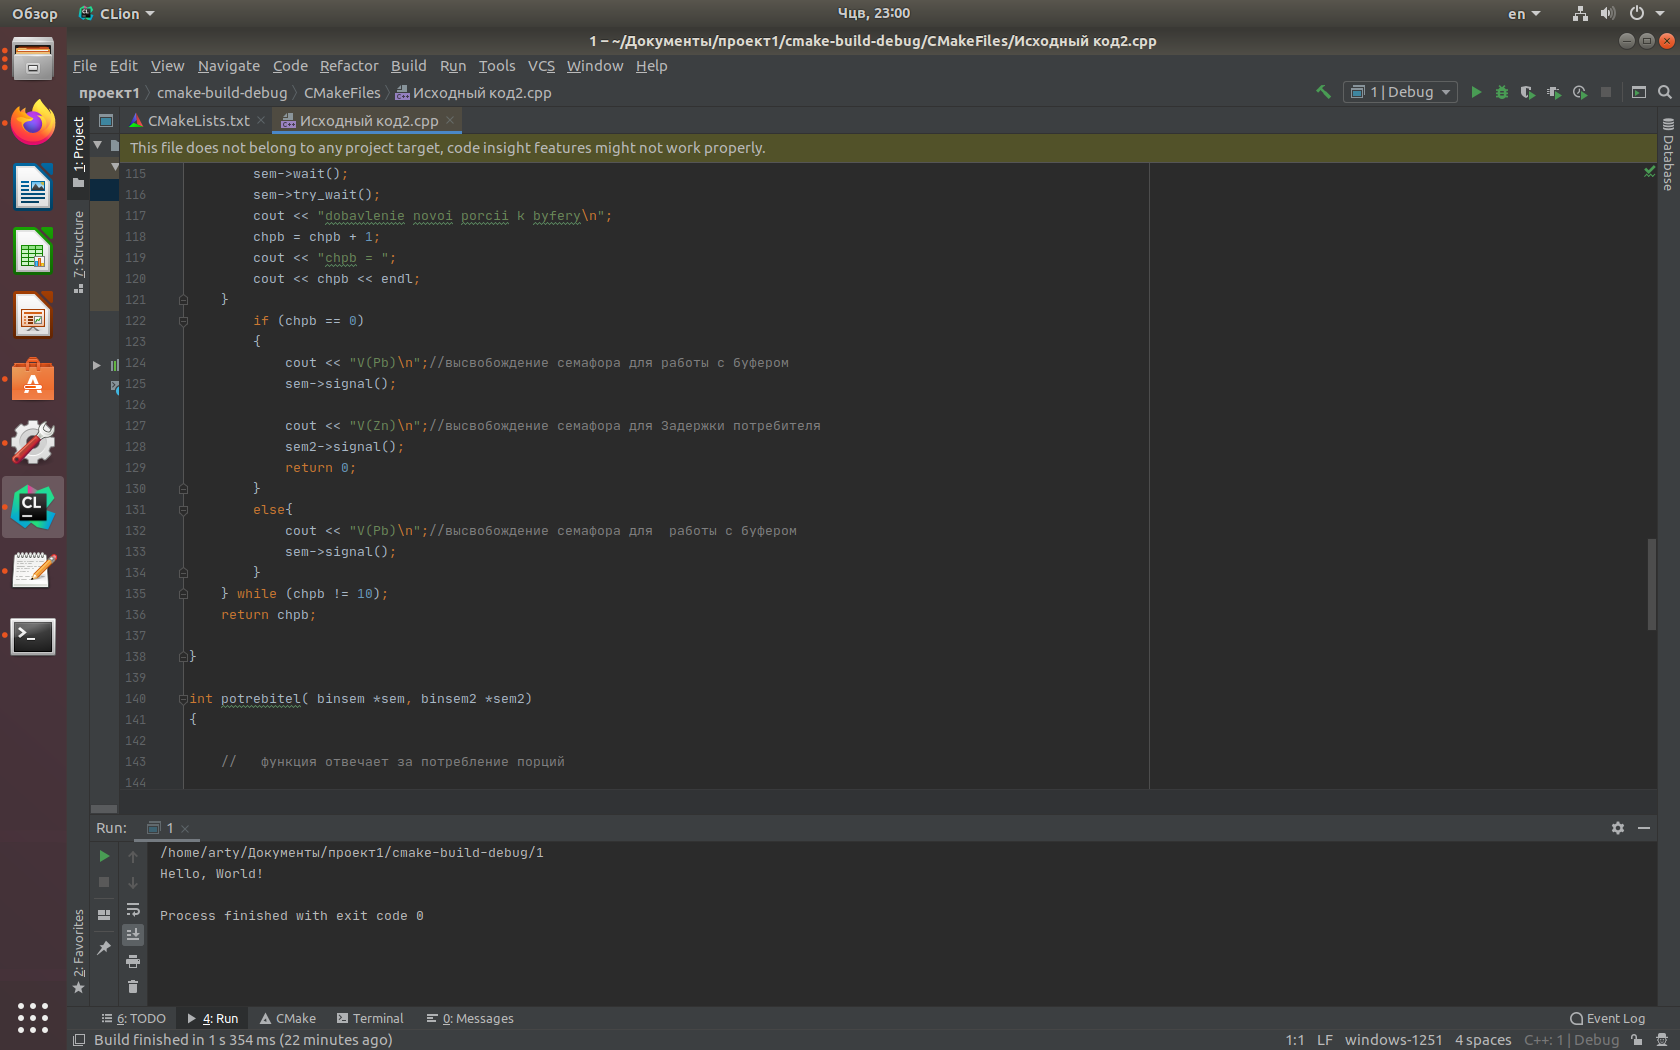 Обзор CLion Чцв, 23:00 en
1 – ~/Документы/проект1/cmake-build-debug/CMakeFiles/Исходный код2.cpp
File Edit View Navigate Code Refactor Build Run Tools VCS Window Help
проект1 cmake-build-debug CMakeFiles Исходный код2.cpp 1 | Debug
1: Project
7: Structure
2: Favorites
Database
CMakeLists.txt Исходный код2.cpp
This file does not belong to any project target, code insight features might not work properly.
115 sem->wait();
116 sem->try_wait();
117 cout << "dobavlenie novoi porcii k byfery\n";
118 chpb = chpb + 1;
119 cout << "chpb = ";
120 cout << chpb << endl;
121 }
122 if (chpb == 0)
123 {
124 cout << "V(Pb)\n";//высвобождение семафора для работы с буфером
125 sem->signal();
126
127 cout << "V(Zn)\n";//высвобождение семафора для Задержки потребителя
128 sem2->signal();
129 return 0;
130 }
131 else{
132 cout << "V(Pb)\n";//высвобождение семафора для  работы с буфером
133 sem->signal();
134 }
135 } while (chpb != 10);
136 return chpb;
137
138 }
139
140 int potrebitel( binsem *sem, binsem2 *sem2)
141 {
142
143 //   функция отвечает за потребление порций
144
Run: 1
/home/arty/Документы/проект1/cmake-build-debug/1
Hello, World!
Process finished with exit code 0
6: TODO 4: Run CMake Terminal 0: Messages Event Log
Build finished in 1 s 354 ms (22 minutes ago) 1:1 LF windows-1251 4 spaces C++: 1 | Debug